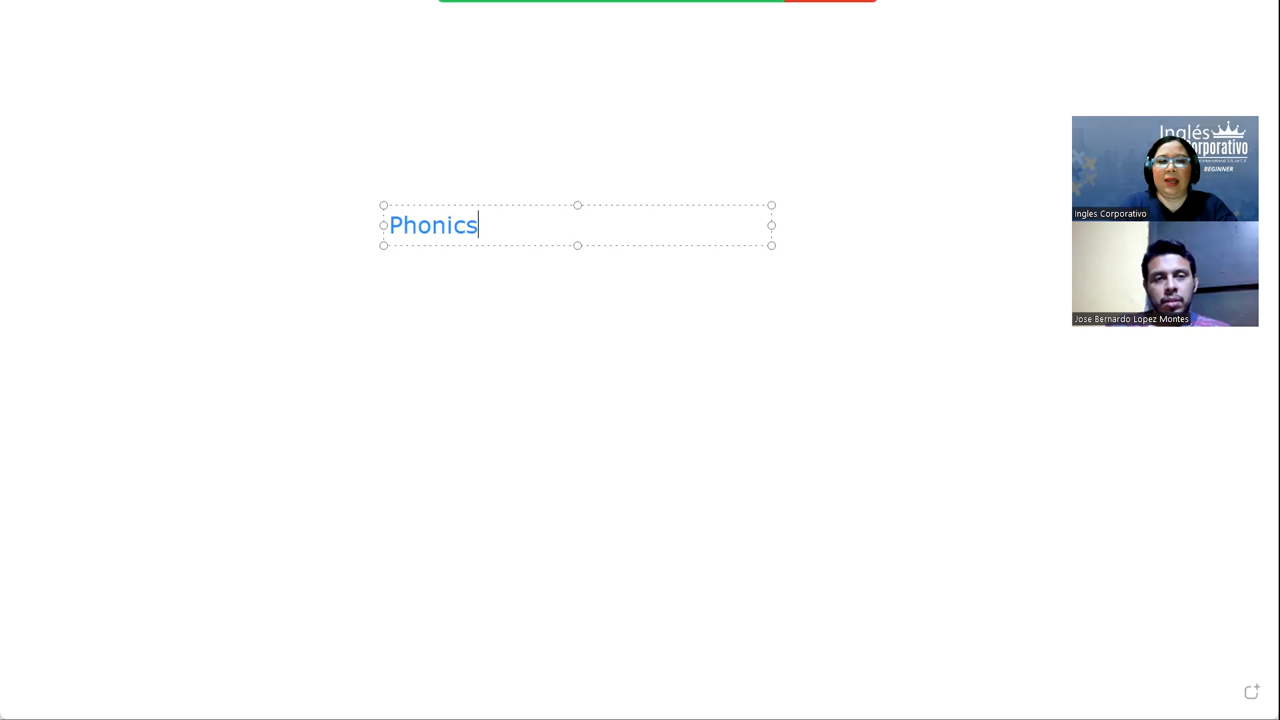 Phonics
Inglés
Corporativo
BEGINNER
Ingles Corporativo
Jose Bernardo Lopez Montes